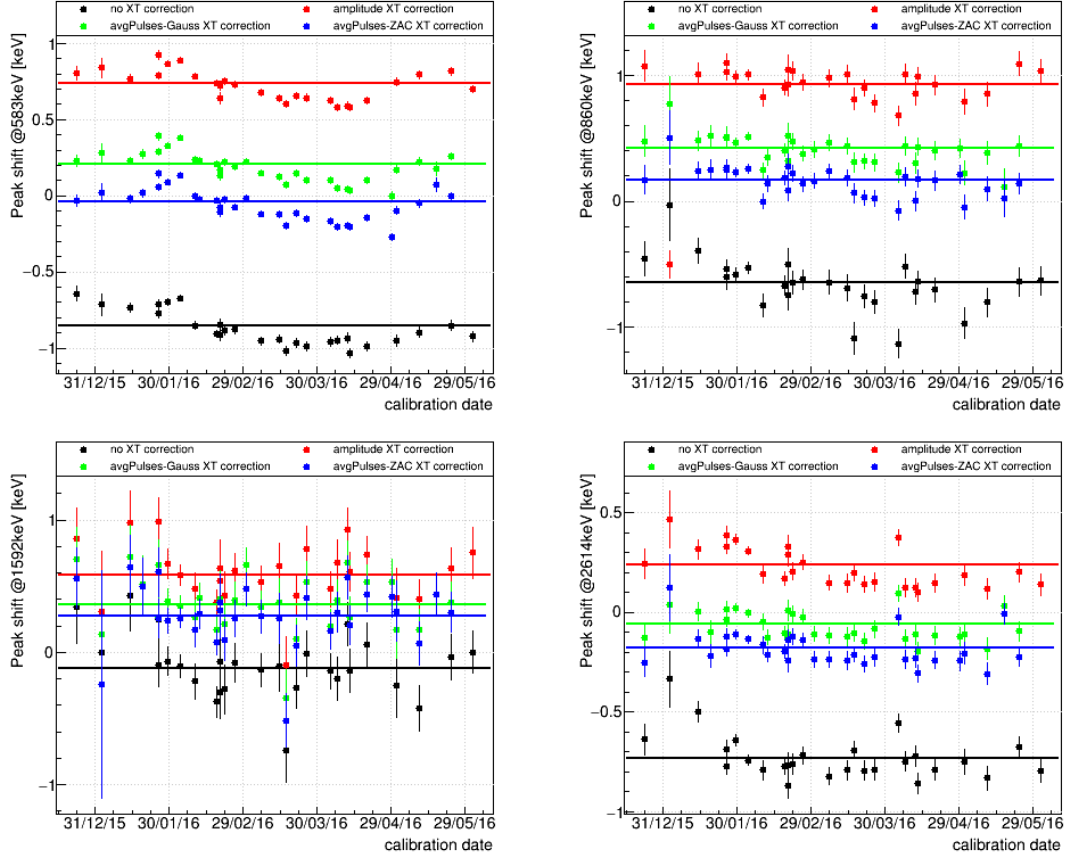 no XT correction amplitude XT correction
avgPulses-Gauss XT correction avgPulses-ZAC XT correction
Peak shift @583keV [keV]
1
0.5
0
−0.5
−1
31/12/15 30/01/16 29/02/16 30/03/16 29/04/16 29/05/16
calibration date
no XT correction amplitude XT correction
avgPulses-Gauss XT correction avgPulses-ZAC XT correction
Peak shift @860keV [keV]
1
0
−1
31/12/15 30/01/16 29/02/16 30/03/16 29/04/16 29/05/16
calibration date
no XT correction amplitude XT correction
avgPulses-Gauss XT correction avgPulses-ZAC XT correction
Peak shift @1592keV [keV]
1
0
−1
31/12/15 30/01/16 29/02/16 30/03/16 29/04/16 29/05/16
calibration date
no XT correction amplitude XT correction
avgPulses-Gauss XT correction avgPulses-ZAC XT correction
Peak shift @2614keV [keV]
0.5
0
−0.5
−1
31/12/15 30/01/16 29/02/16 30/03/16 29/04/16 29/05/16
calibration date